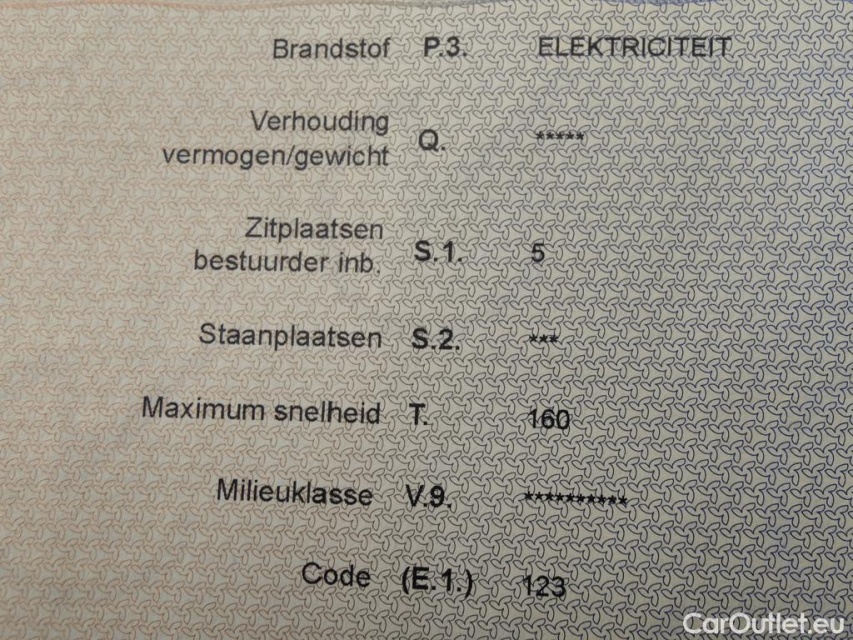 Brandstof P.3. ELEKTRICITEIT
Verhouding
vermogen/gewicht Q. *****
Zitplaatsen
bestuurder inb. S.1. 5
Staanplaatsen S.2. ***
Maximum snelheid T. 160
Milieuklasse V.9. **********
Code (E.1.) 123
CarOutlet.eu